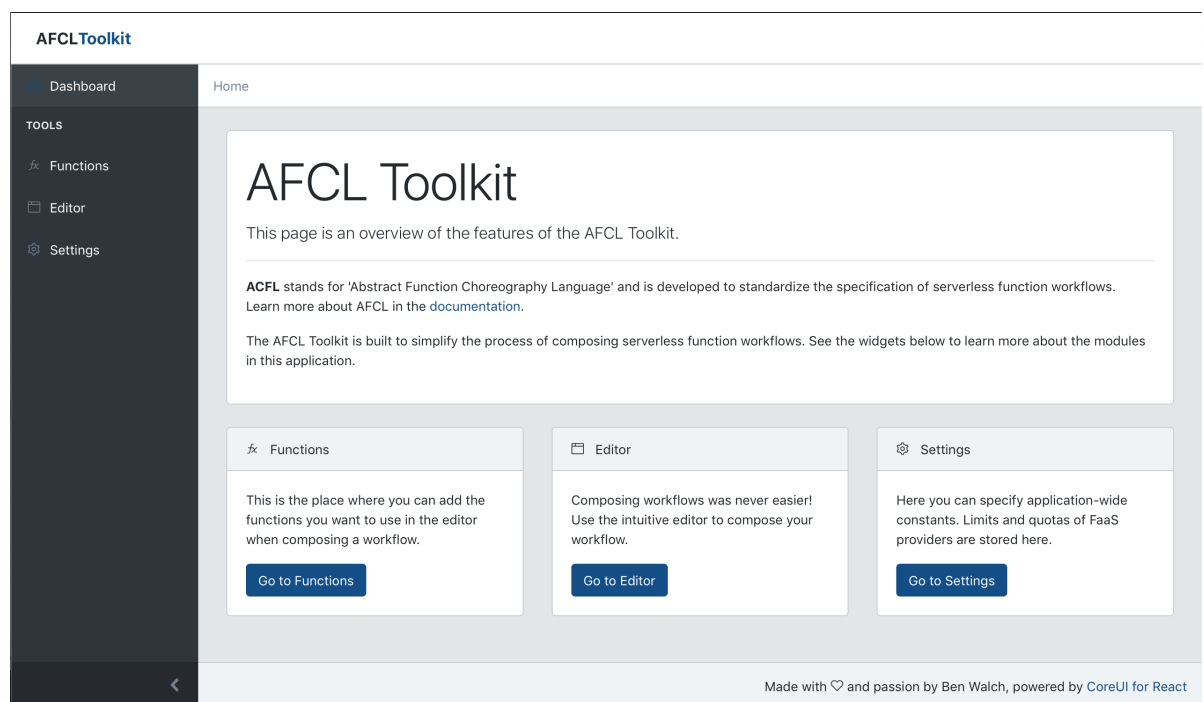 AFCLToolkit
Dashboard
Home
TOOLS
fx Functions
Editor
Settings
AFCL Toolkit
This page is an overview of the features of the AFCL Toolkit.
ACFL stands for 'Abstract Function Choreography Language' and is developed to standardize the specification of serverless function workflows.
Learn more about AFCL in the documentation.
The AFCL Toolkit is built to simplify the process of composing serverless function workflows. See the widgets below to learn more about the modules
in this application.
fx Functions
This is the place where you can add the
functions you want to use in the editor
when composing a workflow.
Go to Functions
Editor
Composing workflows was never easier!
Use the intuitive editor to compose your
workflow.
Go to Editor
Settings
Here you can specify application-wide
constants. Limits and quotas of FaaS
providers are stored here.
Go to Settings
Made with ♡ and passion by Ben Walch, powered by CoreUI for React